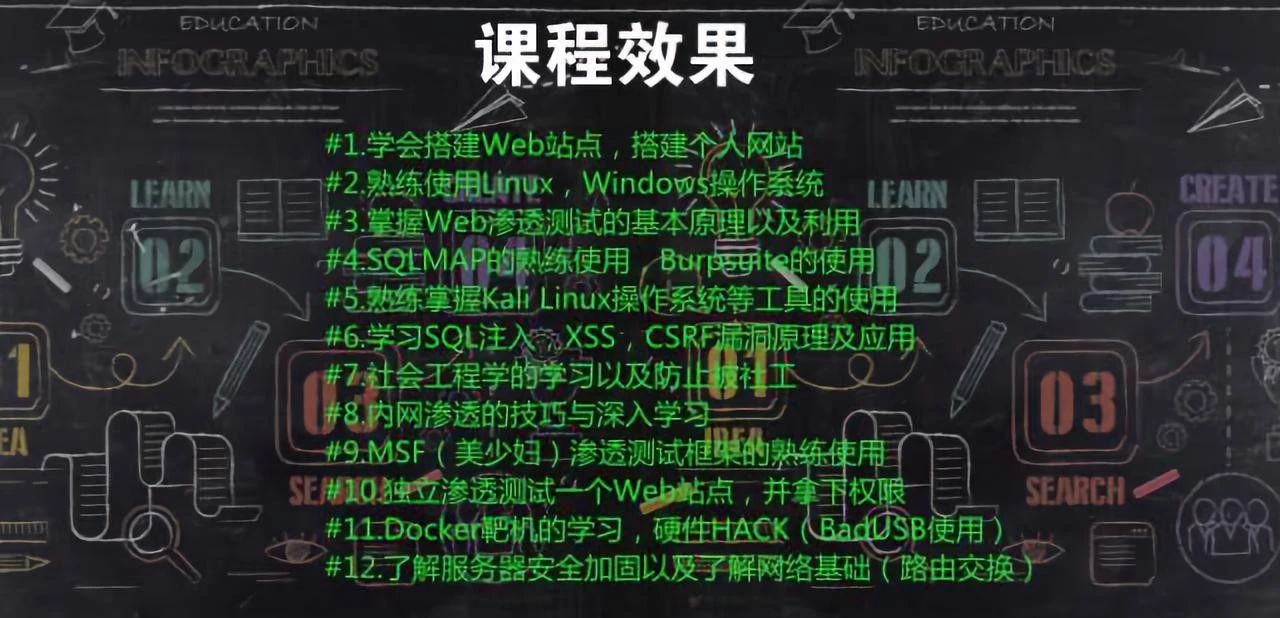 EDUCATION
INFOGRAPHICS
EDUCATION
INFOGRAPHICS
课程效果
#1.学会搭建Web站点，搭建个人网站
#2.熟练使用Linux，Windows操作系统
#3.掌握Web渗透测试的基本原理以及利用
#4.SQLMAP的熟练使用　Burpsuite的使用
#5.熟练掌握Kali Linux操作系统等工具的使用
#6.学习SQL注入，XSS，CSRF漏洞原理及应用
#7.社会工程学的学习以及防止被社工
#8.内网渗透的技巧与深入学习
#9.MSF（美少妇）渗透测试框架的熟练使用
#10.独立渗透测试一个Web站点，并拿下权限
#11.Docker靶机的学习，硬件HACK（BadUSB使用）
#12.了解服务器安全加固以及了解网络基础（路由交换）
LEARN
02
LEARN
02
CREATE
04
01
03
01
03
SEARCH
SEARCH